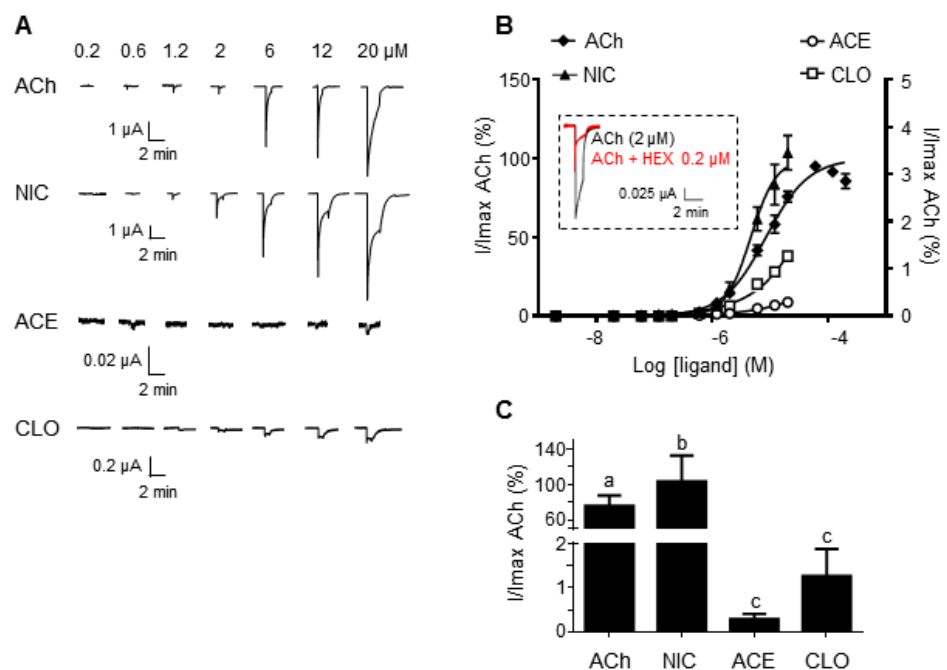 A
0.2 0.6 1.2 2 6 12 20 µM
ACh
1 µA
2 min
NIC
1 µA
2 min
ACE
0.02 µA
2 min
CLO
0.2 µA
2 min
B
ACh
ACE
NIC
CLO
I/Imax ACh (%)
150
100
50
0
ACh (2 µM)
ACh + HEX 0.2 µM
0.025 µA
2 min
5
4
3
2
1
0
I/Imax ACh (%)
-8 -6 -4
Log [ligand] (M)
C
I/Imax ACh (%)
140
100
60
2
1
0
a
b
c
c
ACh NIC ACE CLO